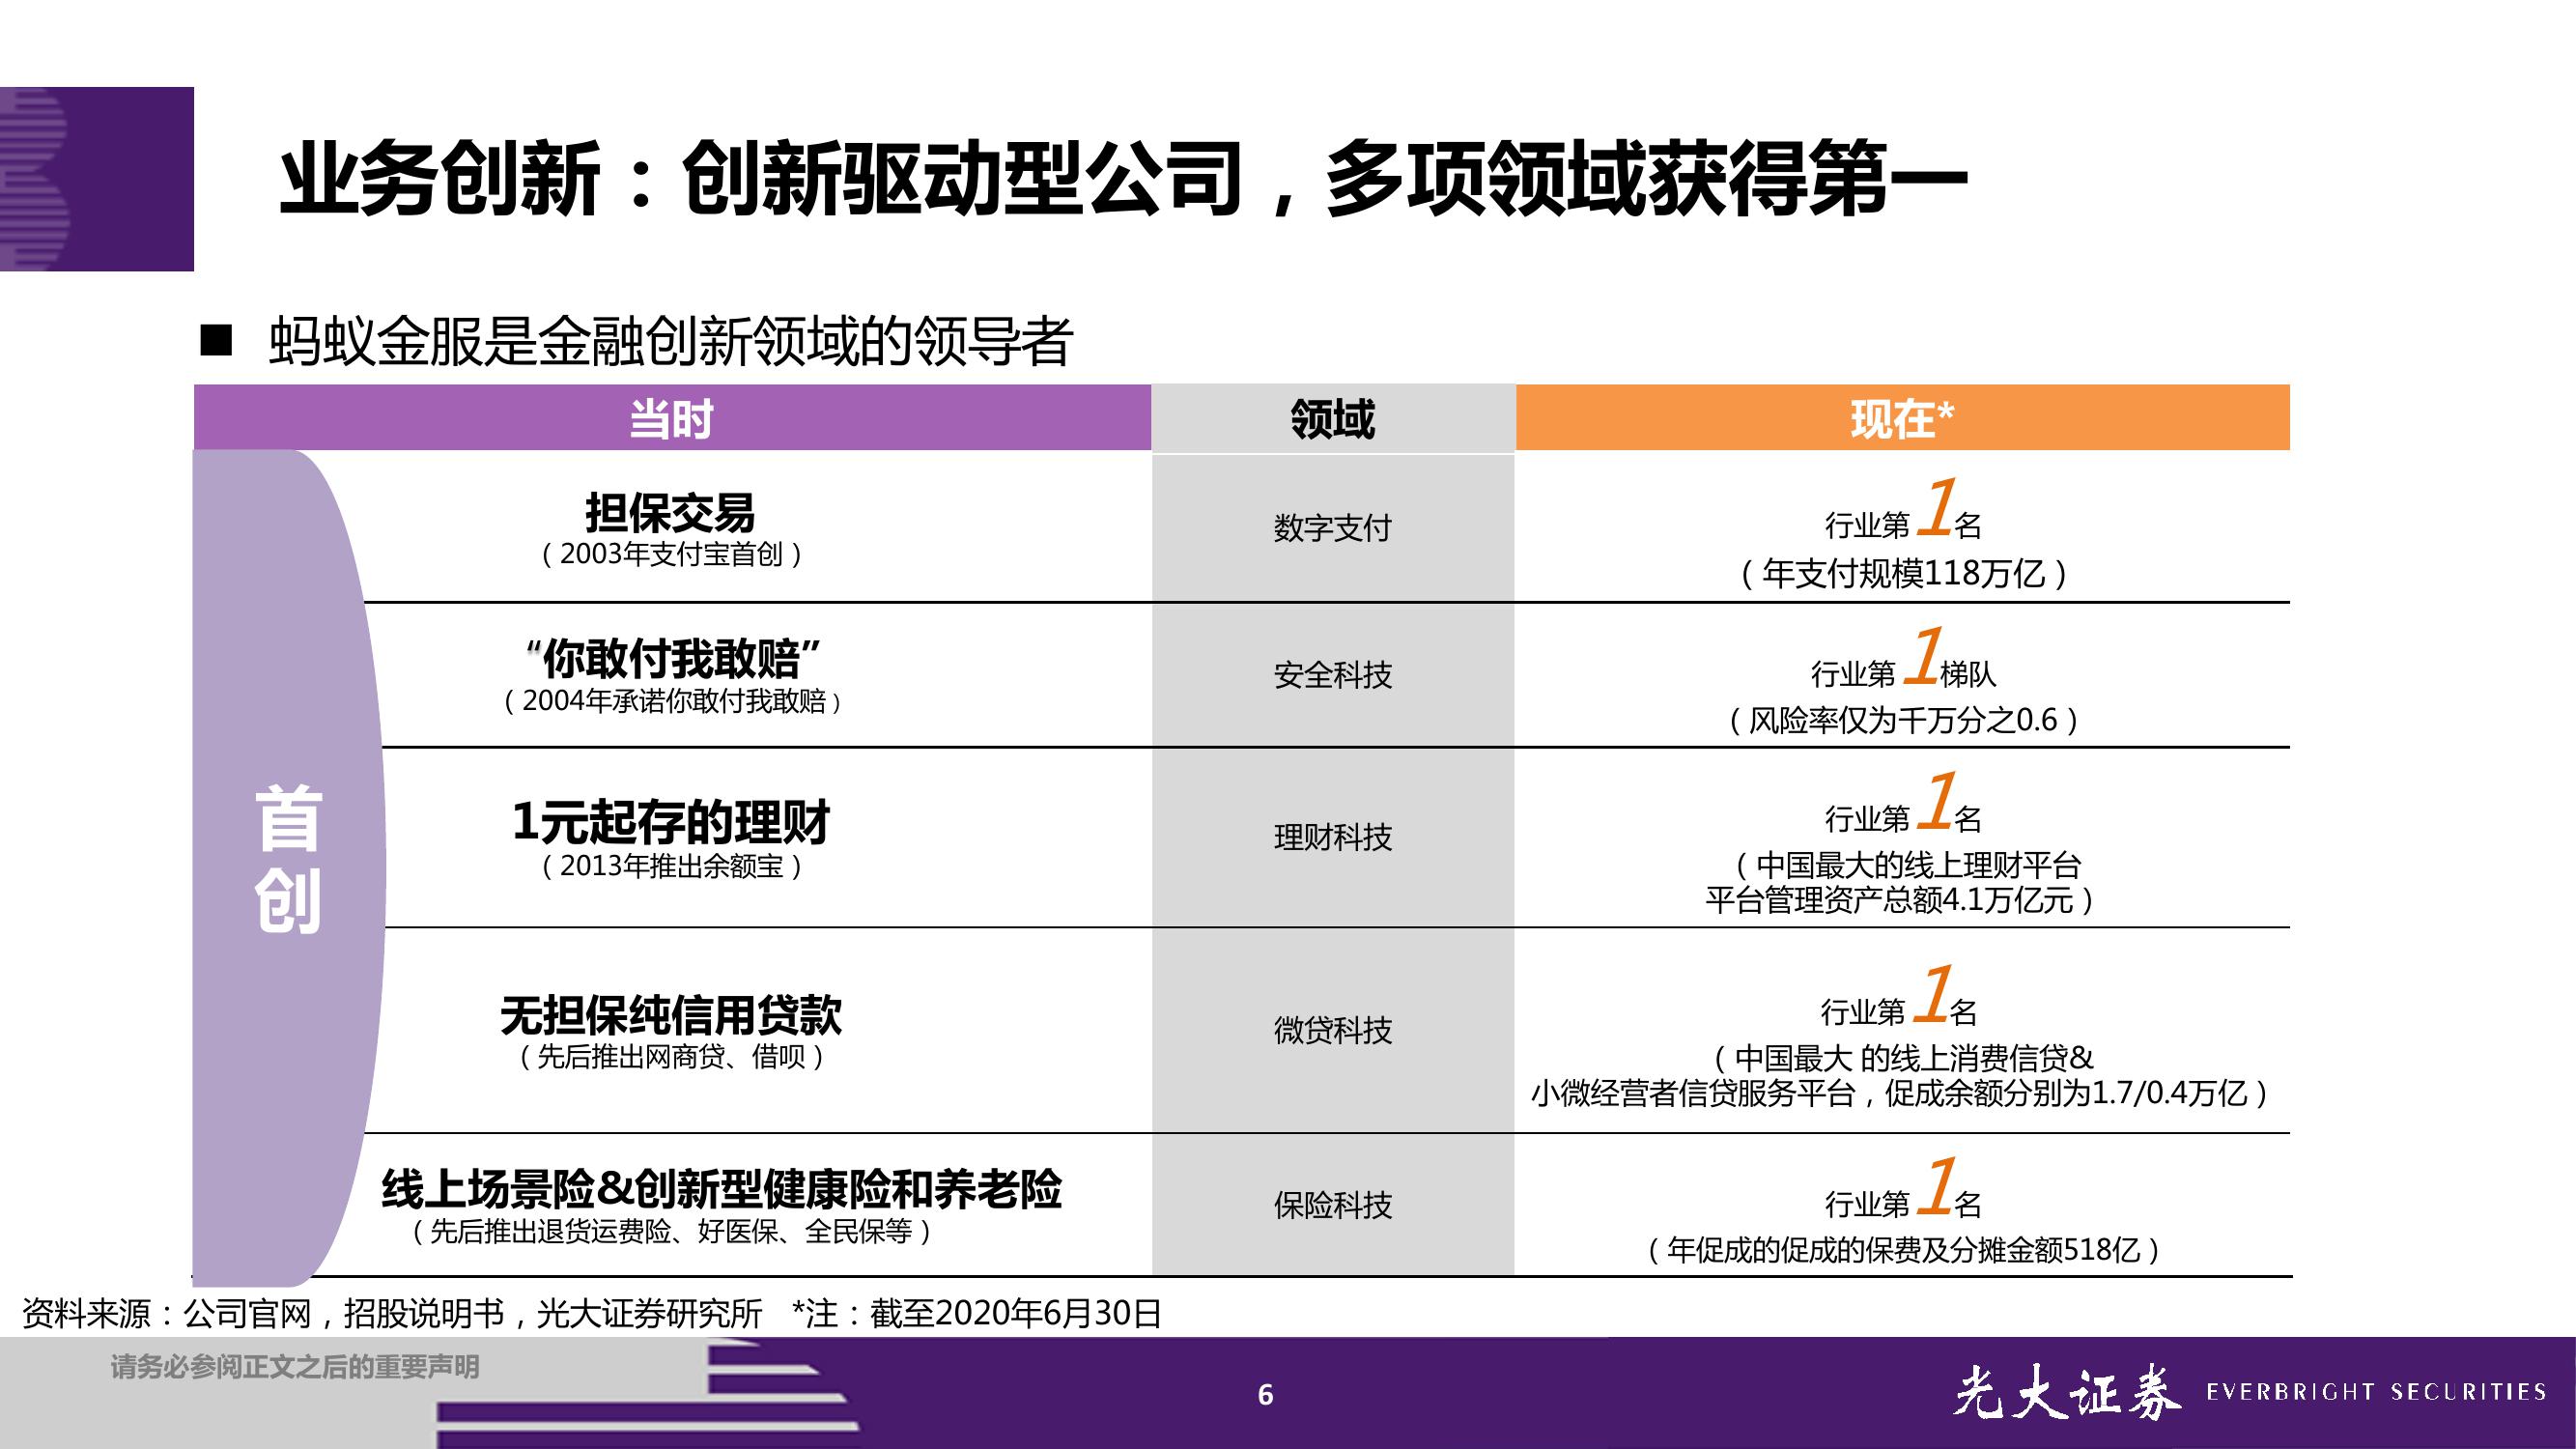 业务创新：创新驱动型公司，多项领域获得第一
■ 蚂蚁金服是金融创新领域的领导者
当时 领域 现在*
首创
担保交易
（2003年支付宝首创）
数字支付
行业第1名
（年支付规模118万亿）
“你敢付我敢赔”
（2004年承诺你敢付我敢赔）
安全科技
行业第1梯队
（风险率仅为千万分之0.6）
1元起存的理财
（2013年推出余额宝）
理财科技
行业第1名
（中国最大的线上理财平台
平台管理资产总额4.1万亿元）
无担保纯信用贷款
（先后推出网商贷、借呗）
微贷科技
行业第1名
（中国最大 的线上消费信贷&
小微经营者信贷服务平台，促成余额分别为1.7/0.4万亿）
线上场景险&创新型健康险和养老险
（先后推出退货运费险、好医保、全民保等）
保险科技
行业第1名
（年促成的促成的保费及分摊金额518亿）
资料来源：公司官网，招股说明书，光大证券研究所 *注：截至2020年6月30日
请务必参阅正文之后的重要声明
6
光大证券 EVERBRIGHT SECURITIES